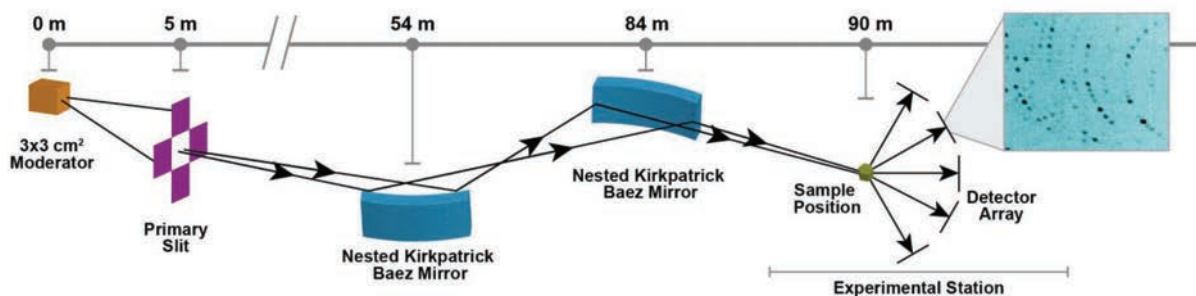 0 m
5 m
54 m
84 m
90 m
3x3 cm²
Moderator
Primary
Slit
Nested Kirkpatrick
Baez Mirror
Nested Kirkpatrick
Baez Mirror
Sample
Position
Detector
Array
Experimental Station